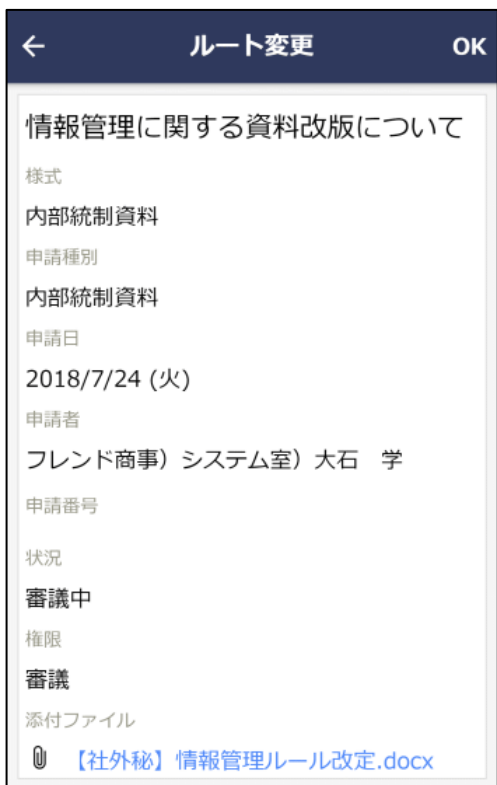 ルート変更 OK
情報管理に関する資料改版について
様式
内部統制資料
申請種別
内部統制資料
申請日
2018/7/24 (火)
申請者
フレンド商事）システム室）大石　学
申請番号
状況
審議中
権限
審議
添付ファイル
【社外秘】情報管理ルール改定.docx